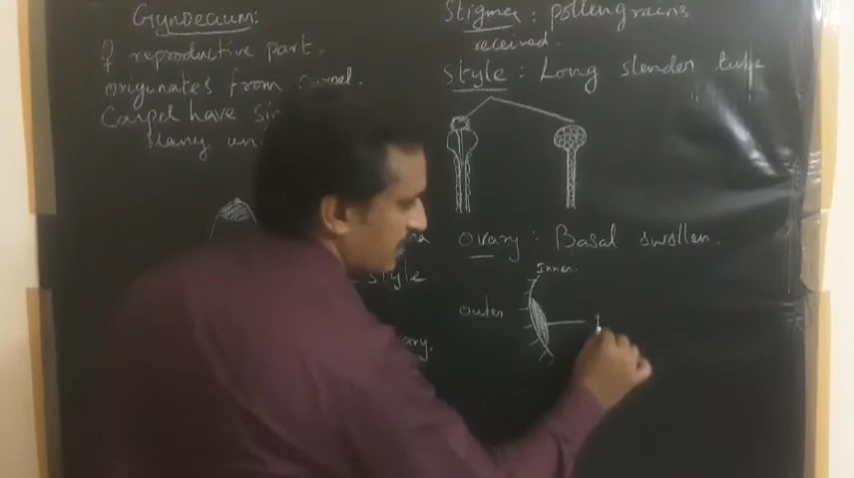 Gynoecium:
♀ reproductive part.
originates from carpel.
Carpel have
many
style
Stigma : pollengrains
received.
Style : Long slender tube
Ovary : Basal swollen.
Inner.
outer